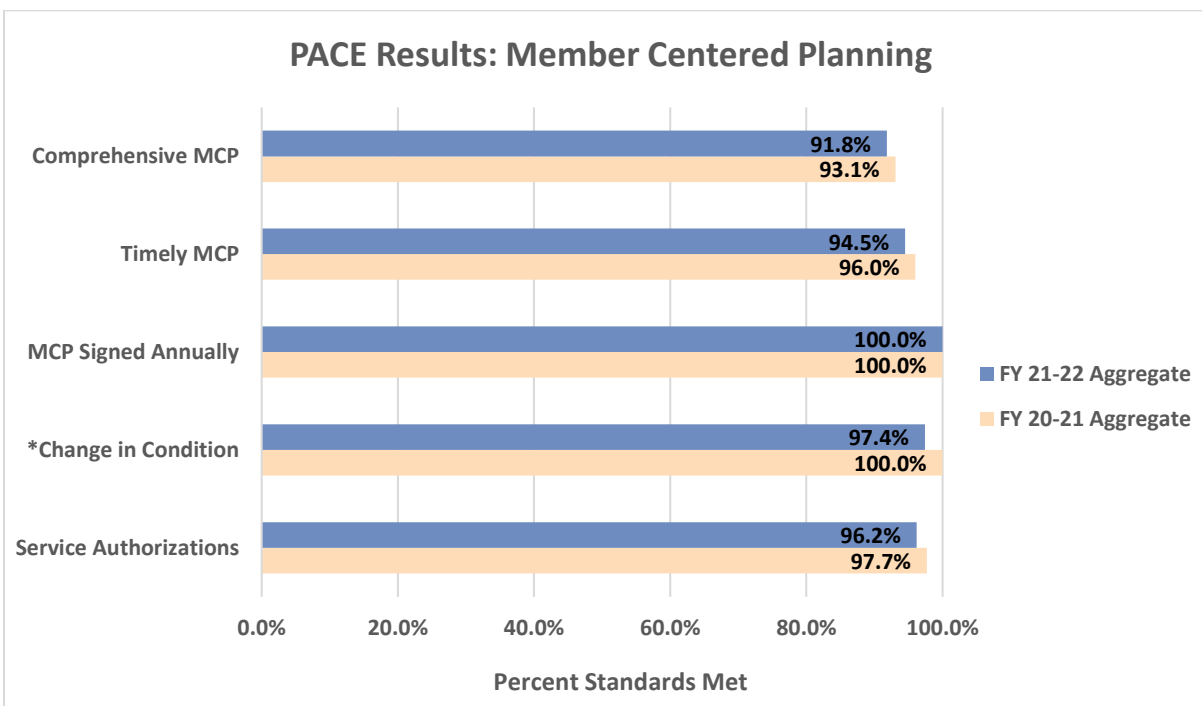 PACE Results: Member Centered Planning
Comprehensive MCP
91.8%
93.1%
Timely MCP
94.5%
96.0%
MCP Signed Annually
100.0%
100.0%
*Change in Condition
97.4%
100.0%
Service Authorizations
96.2%
97.7%
FY 21-22 Aggregate
FY 20-21 Aggregate
0.0% 20.0% 40.0% 60.0% 80.0% 100.0%
Percent Standards Met